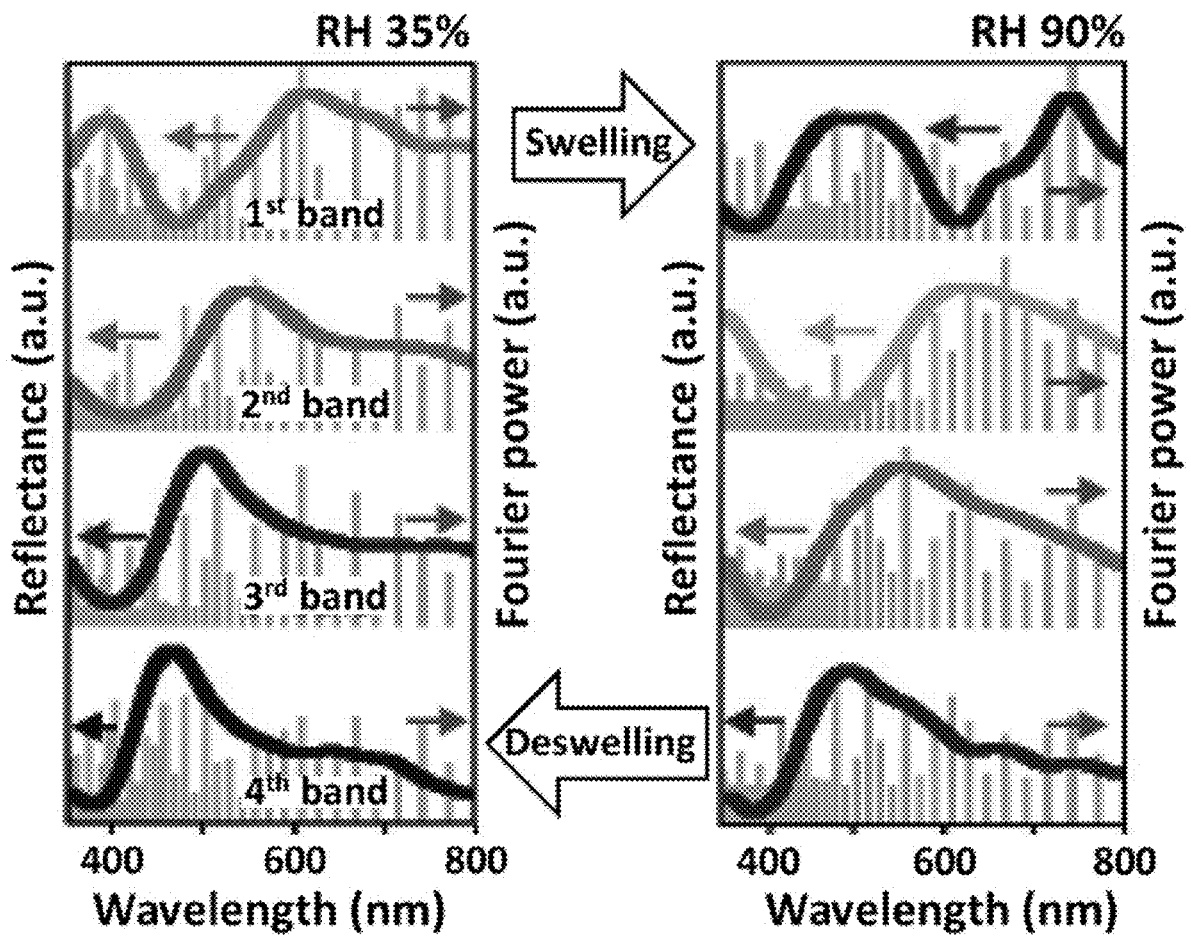 RH 35%
RH 90%
Swelling
1st band
2nd band
3rd band
4th band
Deswelling
Reflectance (a.u.)
Fourier power (a.u.)
Reflectance (a.u.)
Fourier power (a.u.)
400 600 800
400 600 800
Wavelength (nm)
Wavelength (nm)